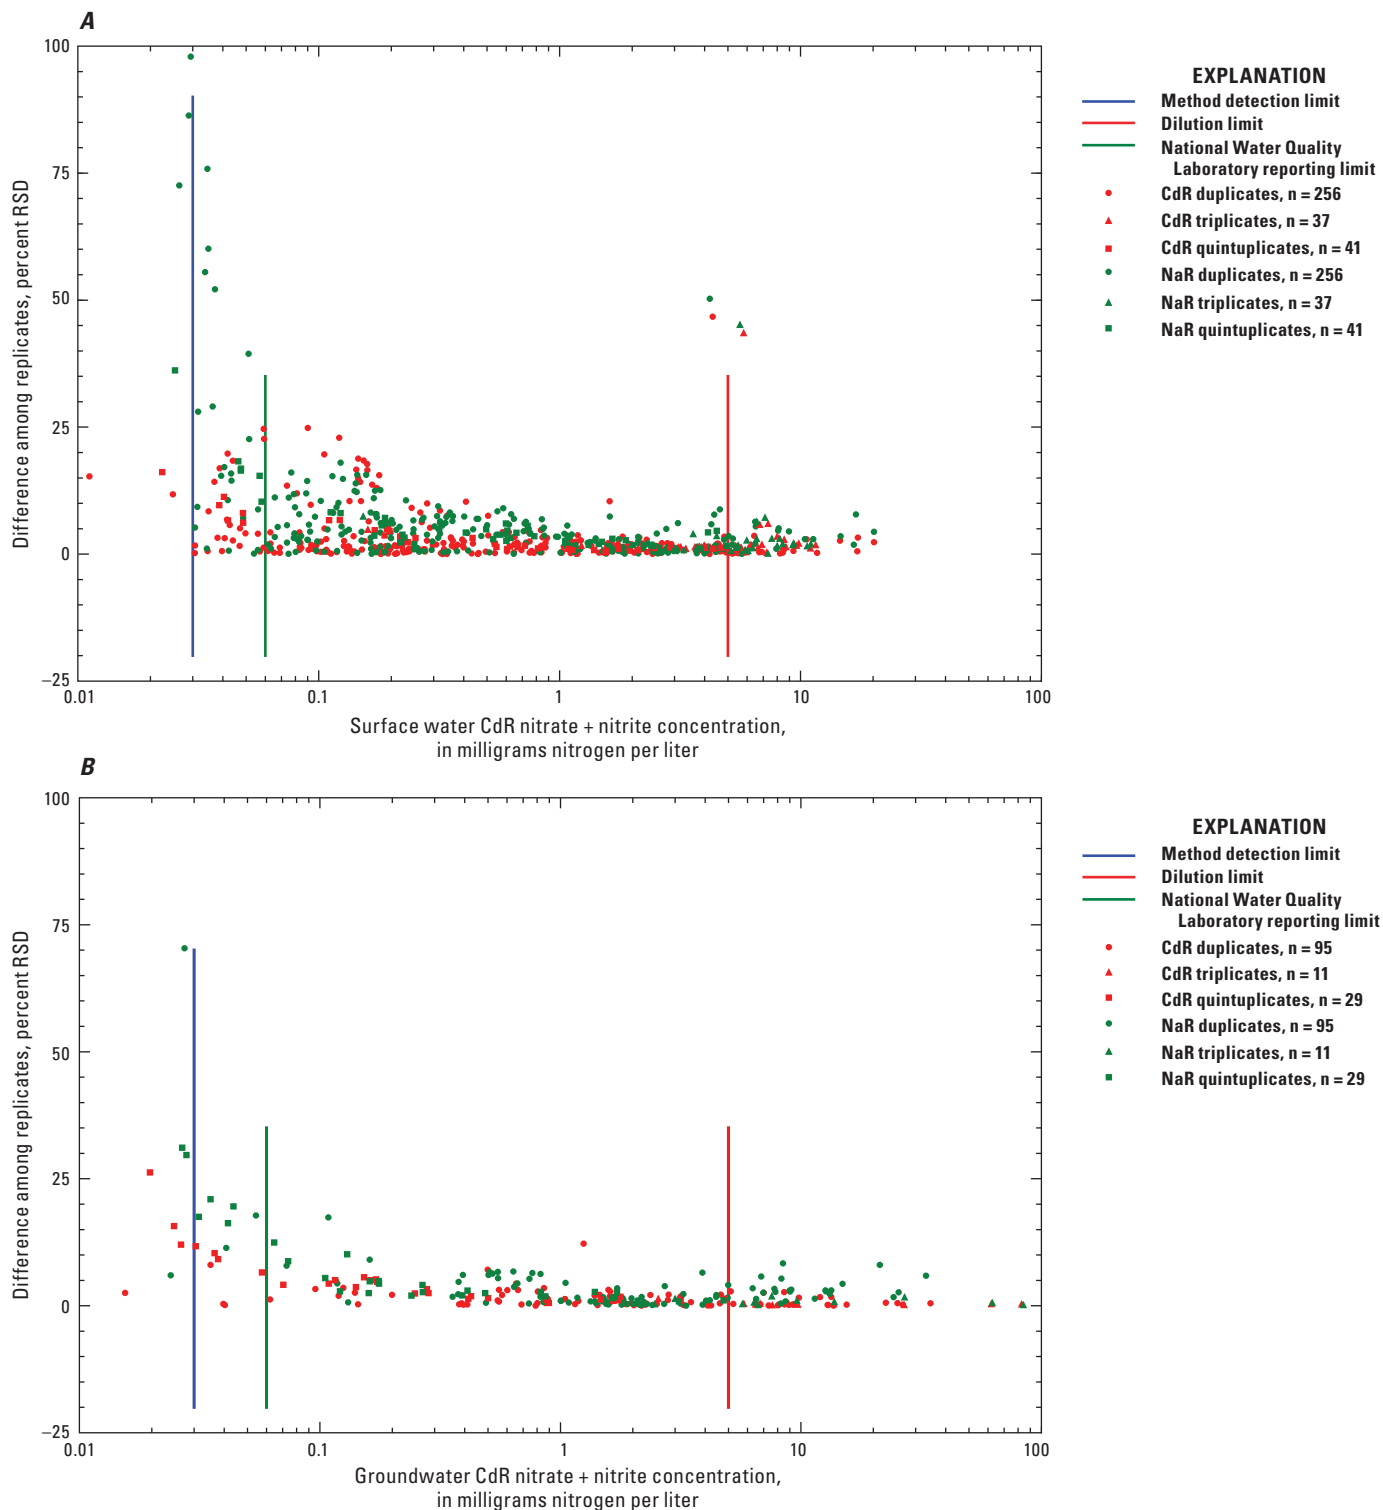 A
100
75
50
25
0
–25
0.01
0.1
1
10
100
Difference among replicates, percent RSD
Surface water CdR nitrate + nitrite concentration,
in milligrams nitrogen per liter
EXPLANATION
Method detection limit
Dilution limit
National Water Quality
Laboratory reporting limit
CdR duplicates, n = 256
CdR triplicates, n = 37
CdR quintuplicates, n = 41
NaR duplicates, n = 256
NaR triplicates, n = 37
NaR quintuplicates, n = 41
B
100
75
50
25
0
–25
0.01
0.1
1
10
100
Difference among replicates, percent RSD
Groundwater CdR nitrate + nitrite concentration,
in milligrams nitrogen per liter
EXPLANATION
Method detection limit
Dilution limit
National Water Quality
Laboratory reporting limit
CdR duplicates, n = 95
CdR triplicates, n = 11
CdR quintuplicates, n = 29
NaR duplicates, n = 95
NaR triplicates, n = 11
NaR quintuplicates, n = 29